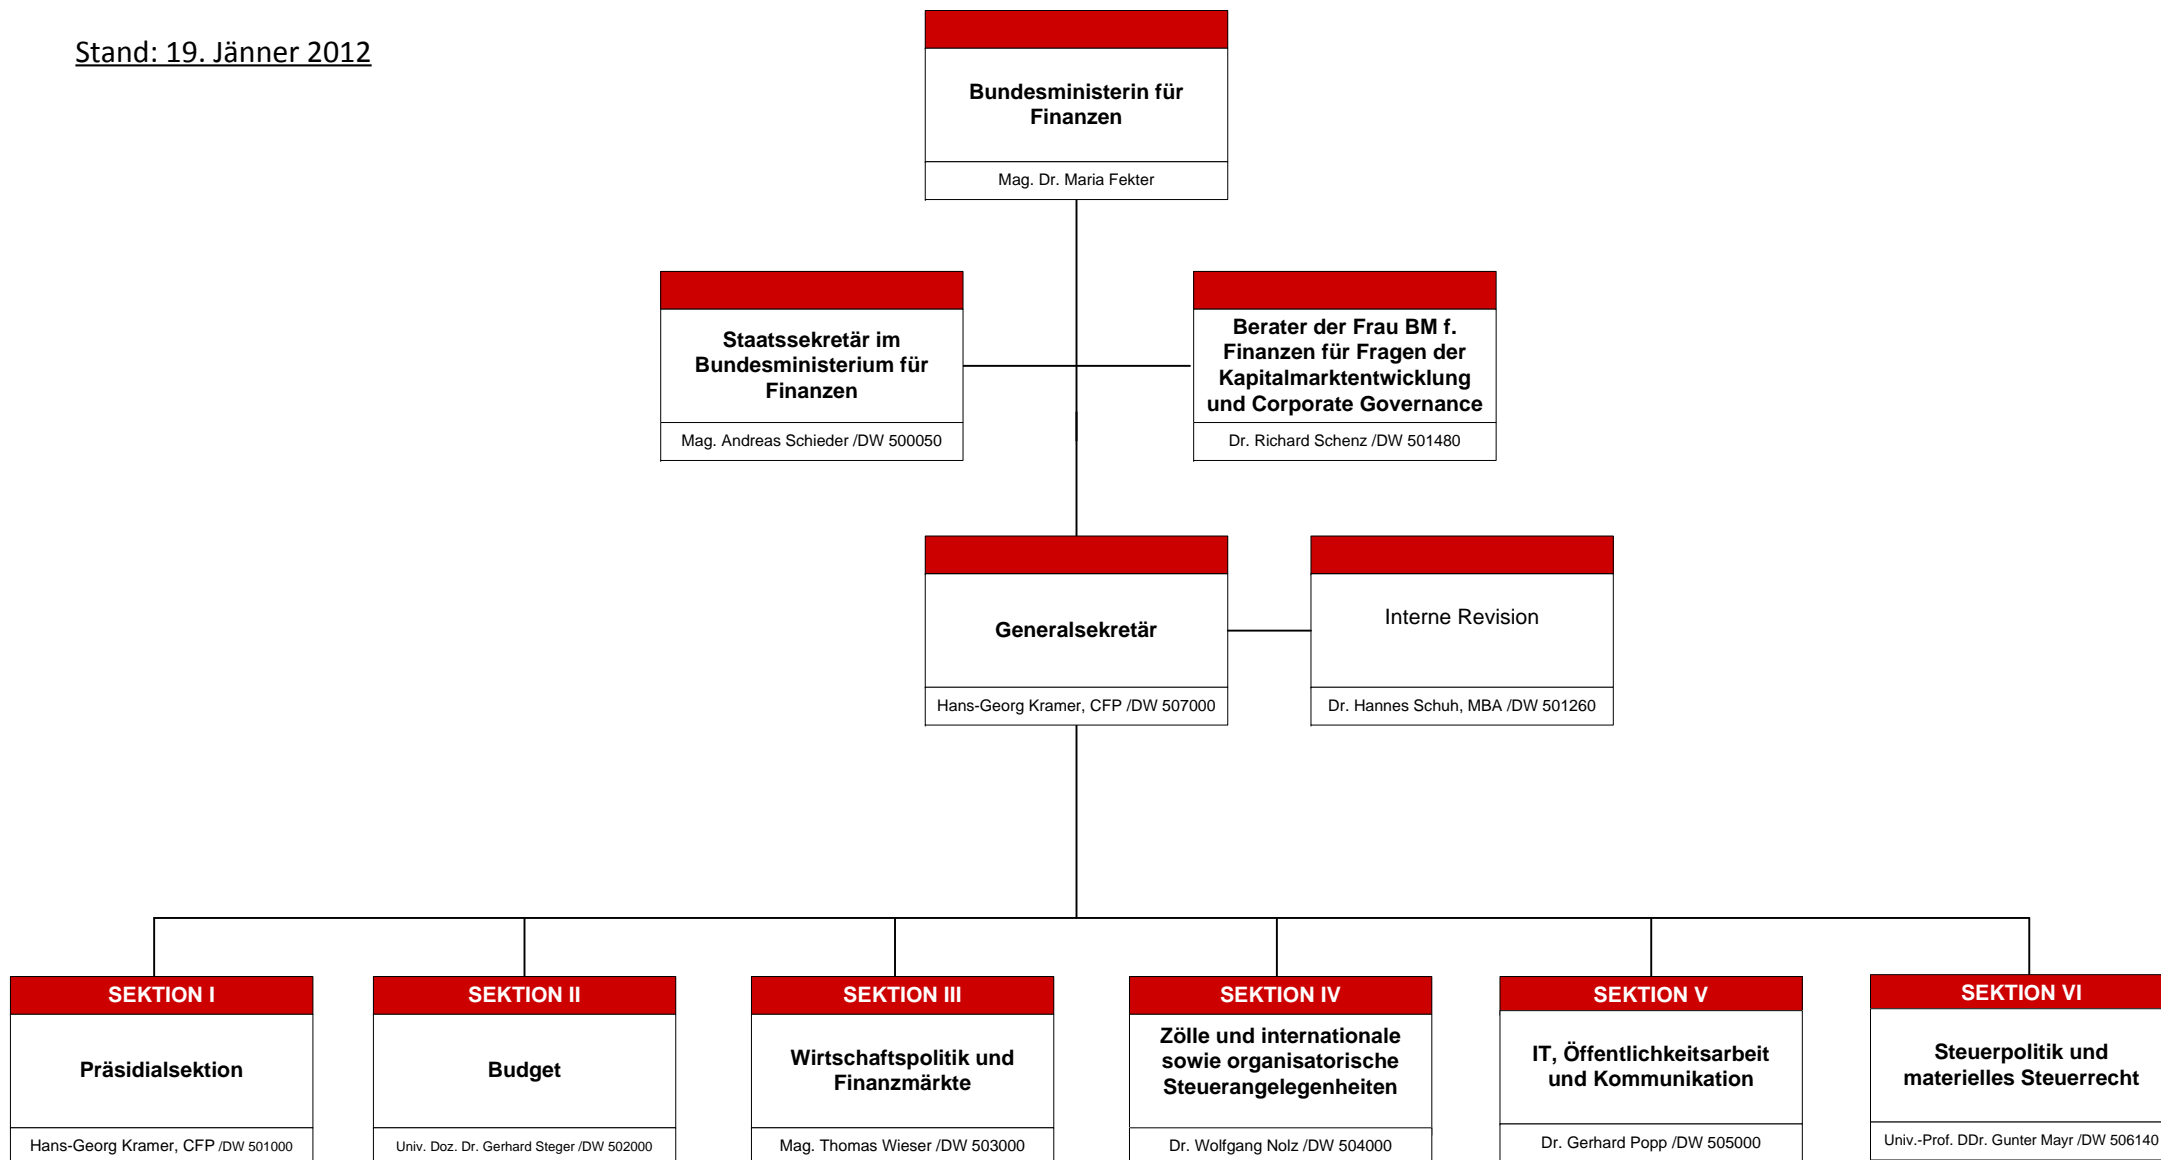 Stand: 19. Jänner 2012
Bundesministerin für
Finanzen
Mag. Dr. Maria Fekter
Staatssekretär im
Bundesministerium für
Finanzen
Mag. Andreas Schieder /DW 500050
Berater der Frau BM f.
Finanzen für Fragen der
Kapitalmarktentwicklung
und Corporate Governance
Dr. Richard Schenz /DW 501480
Generalsekretär
Hans-Georg Kramer, CFP /DW 507000
Interne Revision
Dr. Hannes Schuh, MBA /DW 501260
SEKTION I
Präsidialsektion
Hans-Georg Kramer, CFP /DW 501000
SEKTION II
Budget
Univ. Doz. Dr. Gerhard Steger /DW 502000
SEKTION III
Wirtschaftspolitik und
Finanzmärkte
Mag. Thomas Wieser /DW 503000
SEKTION IV
Zölle und internationale
sowie organisatorische
Steuerangelegenheiten
Dr. Wolfgang Nolz /DW 504000
SEKTION V
IT, Öffentlichkeitsarbeit
und Kommunikation
Dr. Gerhard Popp /DW 505000
SEKTION VI
Steuerpolitik und
materielles Steuerrecht
Univ.-Prof. DDr. Gunter Mayr /DW 506140